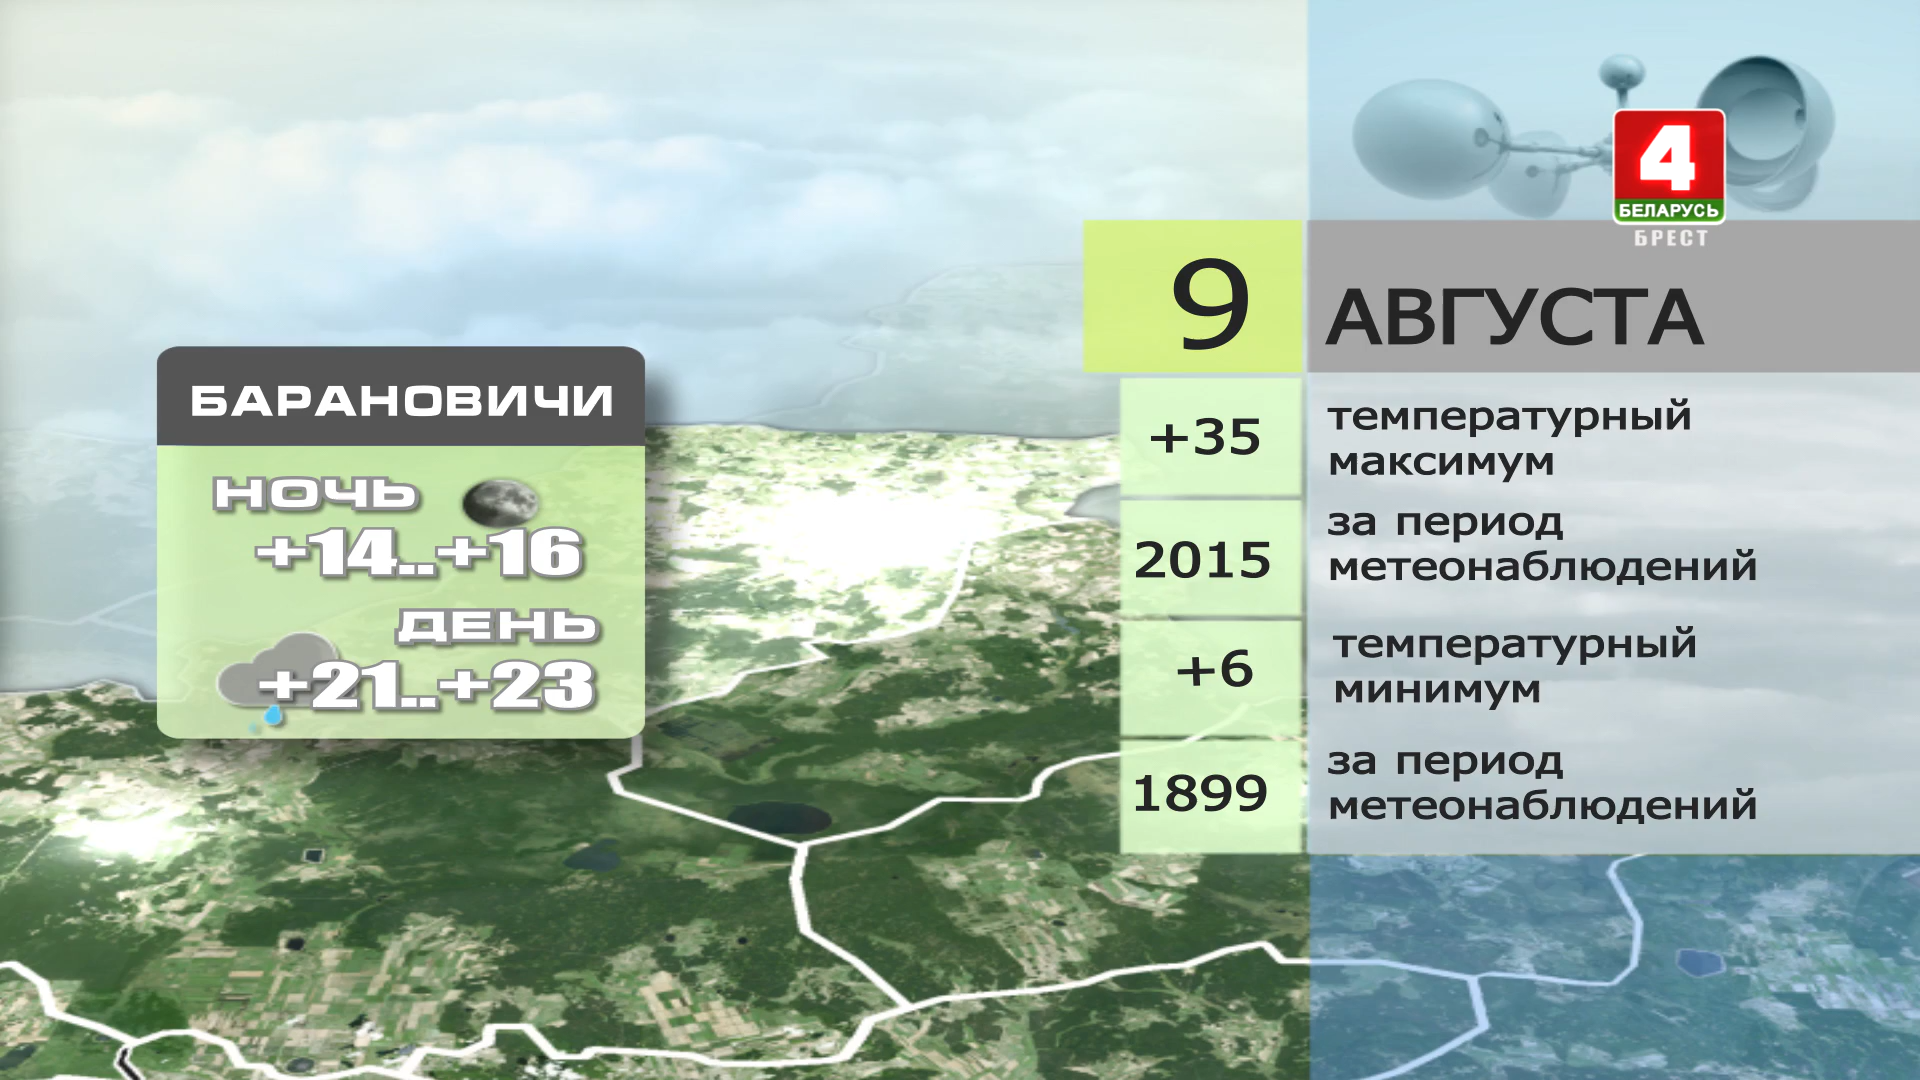 4
БЕЛАРУСЬ
БРЕСТ
9 АВГУСТА
БАРАНОВИЧИ
НОЧЬ
+14..+16
ДЕНЬ
+21..+23
+35
температурный
максимум
2015
за период
метеонаблюдений
+6
температурный
минимум
1899
за период
метеонаблюдений